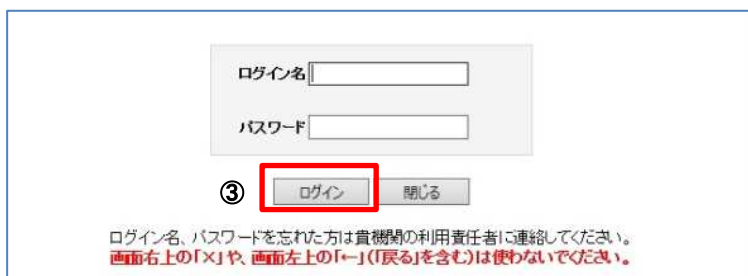 ログイン名
パスワード
③ ログイン 閉じる
ログイン名、パスワードを忘れた方は貴機関の利用責任者に連絡してください。
画面右上の「×」や、画面左上の「←」(「戻る」を含む)は使わないでください。